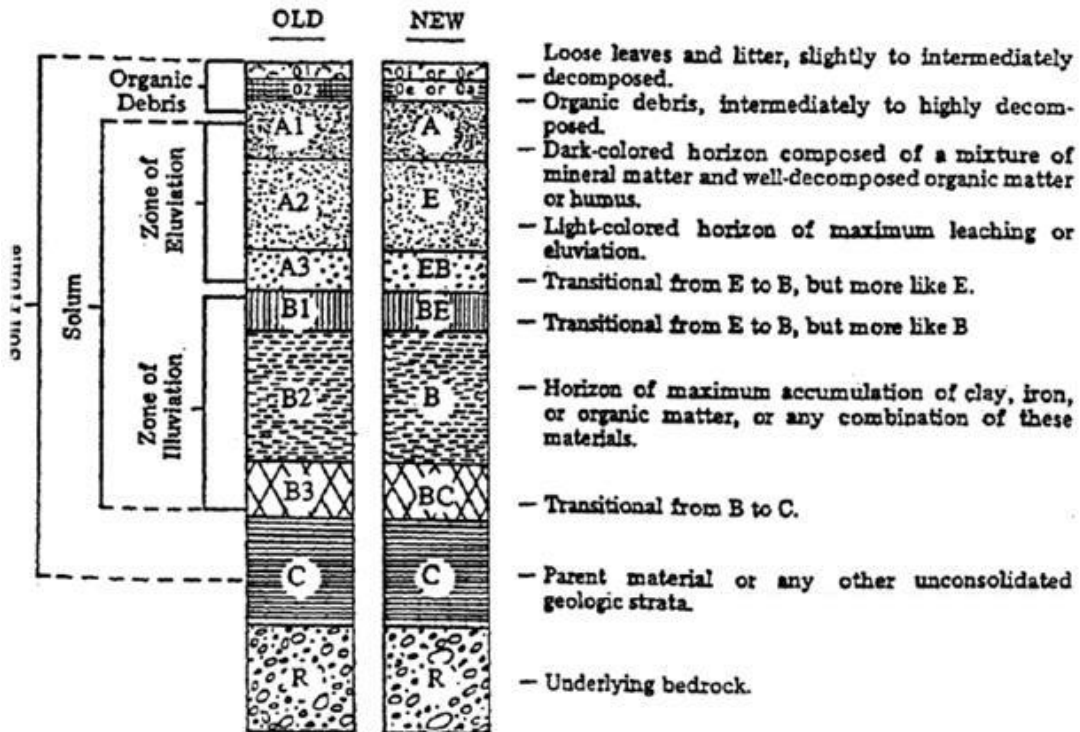 OLD NEW
Organic Debris
Zone of Eluviation
Solum
Zone of Illuviation
O1
O2
A1
A2
A3
B1
B2
B3
C
R
Oi or Oe
Oe or Oa
A
E
EB
BE
B
BC
C
R
Loose leaves and litter, slightly to intermediately
— decomposed.
— Organic debris, intermediately to highly decom-
posed.
— Dark-colored horizon composed of a mixture of
mineral matter and well-decomposed organic matter
or humus.
— Light-colored horizon of maximum leaching or
eluviation.
— Transitional from E to B, but more like E.
— Transitional from E to B, but more like B
— Horizon of maximum accumulation of clay, iron,
or organic matter, or any combination of these
materials.
— Transitional from B to C.
— Parent material or any other unconsolidated
geologic strata.
— Underlying bedrock.